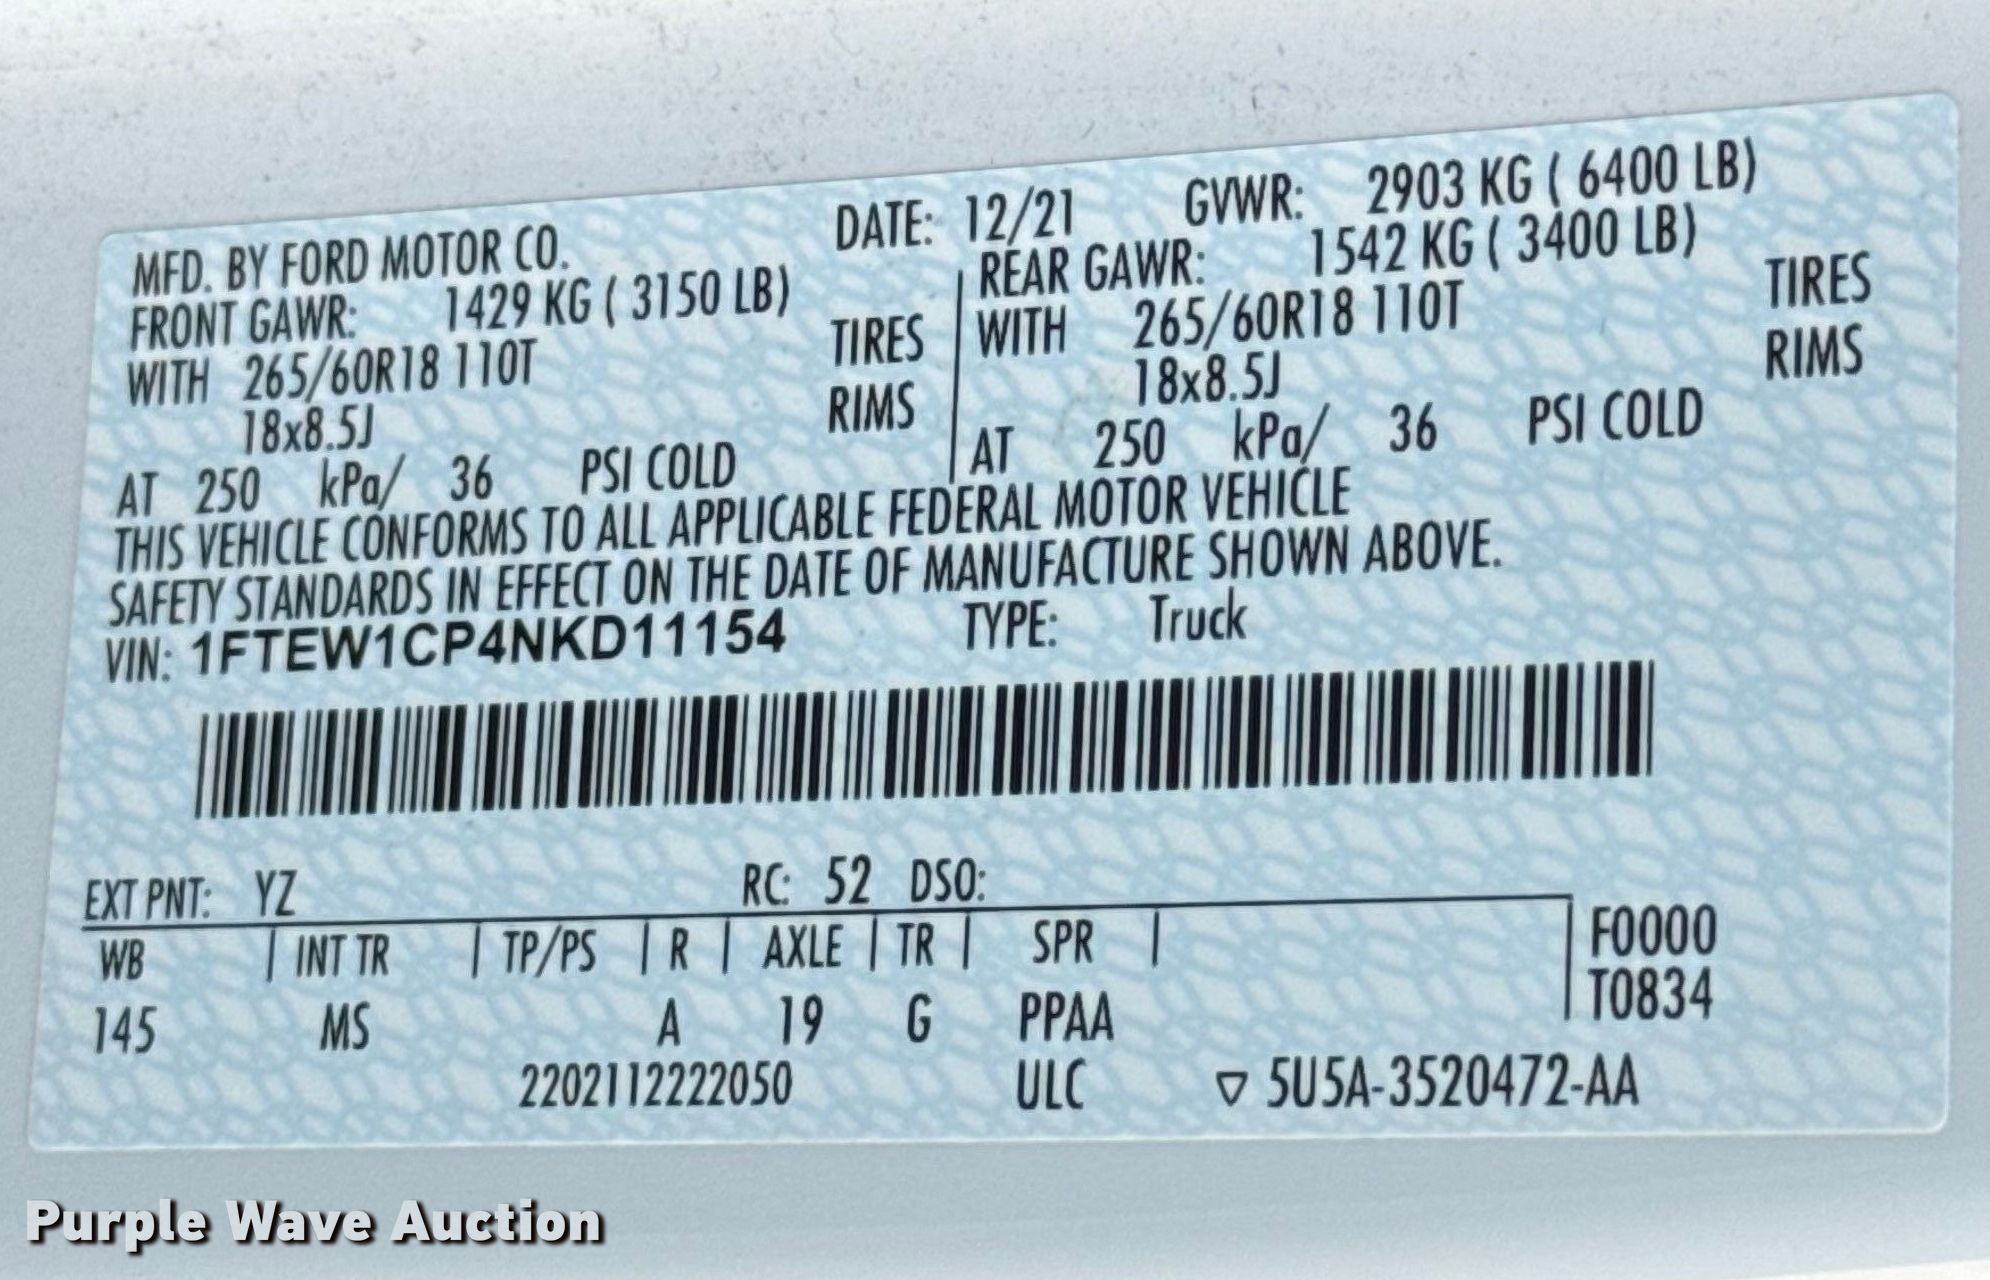 MFD. BY FORD MOTOR CO. DATE: 12/21 GVWR: 2903 KG ( 6400 LB)
FRONT GAWR: 1429 KG ( 3150 LB) REAR GAWR: 1542 KG ( 3400 LB)
WITH 265/60R18 110T TIRES WITH 265/60R18 110T TIRES
18x8.5J RIMS 18x8.5J RIMS
AT 250 kPa/ 36 PSI COLD AT 250 kPa/ 36 PSI COLD
THIS VEHICLE CONFORMS TO ALL APPLICABLE FEDERAL MOTOR VEHICLE
SAFETY STANDARDS IN EFFECT ON THE DATE OF MANUFACTURE SHOWN ABOVE.
VIN: 1FTEW1CP4NKD11154 TYPE: Truck
EXT PNT: YZ RC: 52 DSO:
WB | INT TR | TP/PS | R | AXLE | TR | SPR | F0000
T0834
145 MS A 19 G PPAA
2202112222050 ULC ▽ 5U5A-3520472-AA
Purple Wave Auction